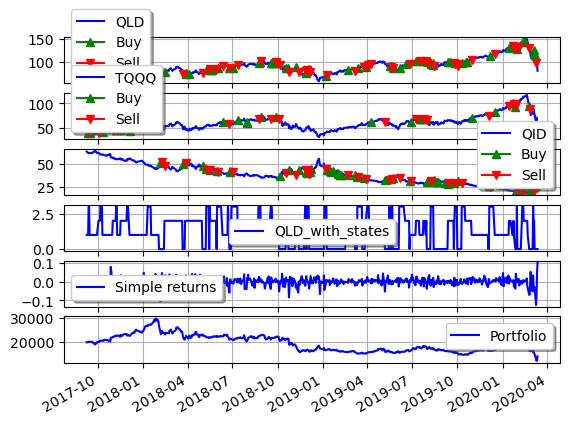 QLD
Buy
Sell
150
100
TQQQ
Buy
Sell
100
50
QID
Buy
Sell
50
25
2.5
0.0
QLD_with_states
0.1
0.0
−0.1
Simple returns
30000
20000
Portfolio
2017-10
2018-01
2018-04
2018-07
2018-10
2019-01
2019-04
2019-07
2019-10
2020-01
2020-04